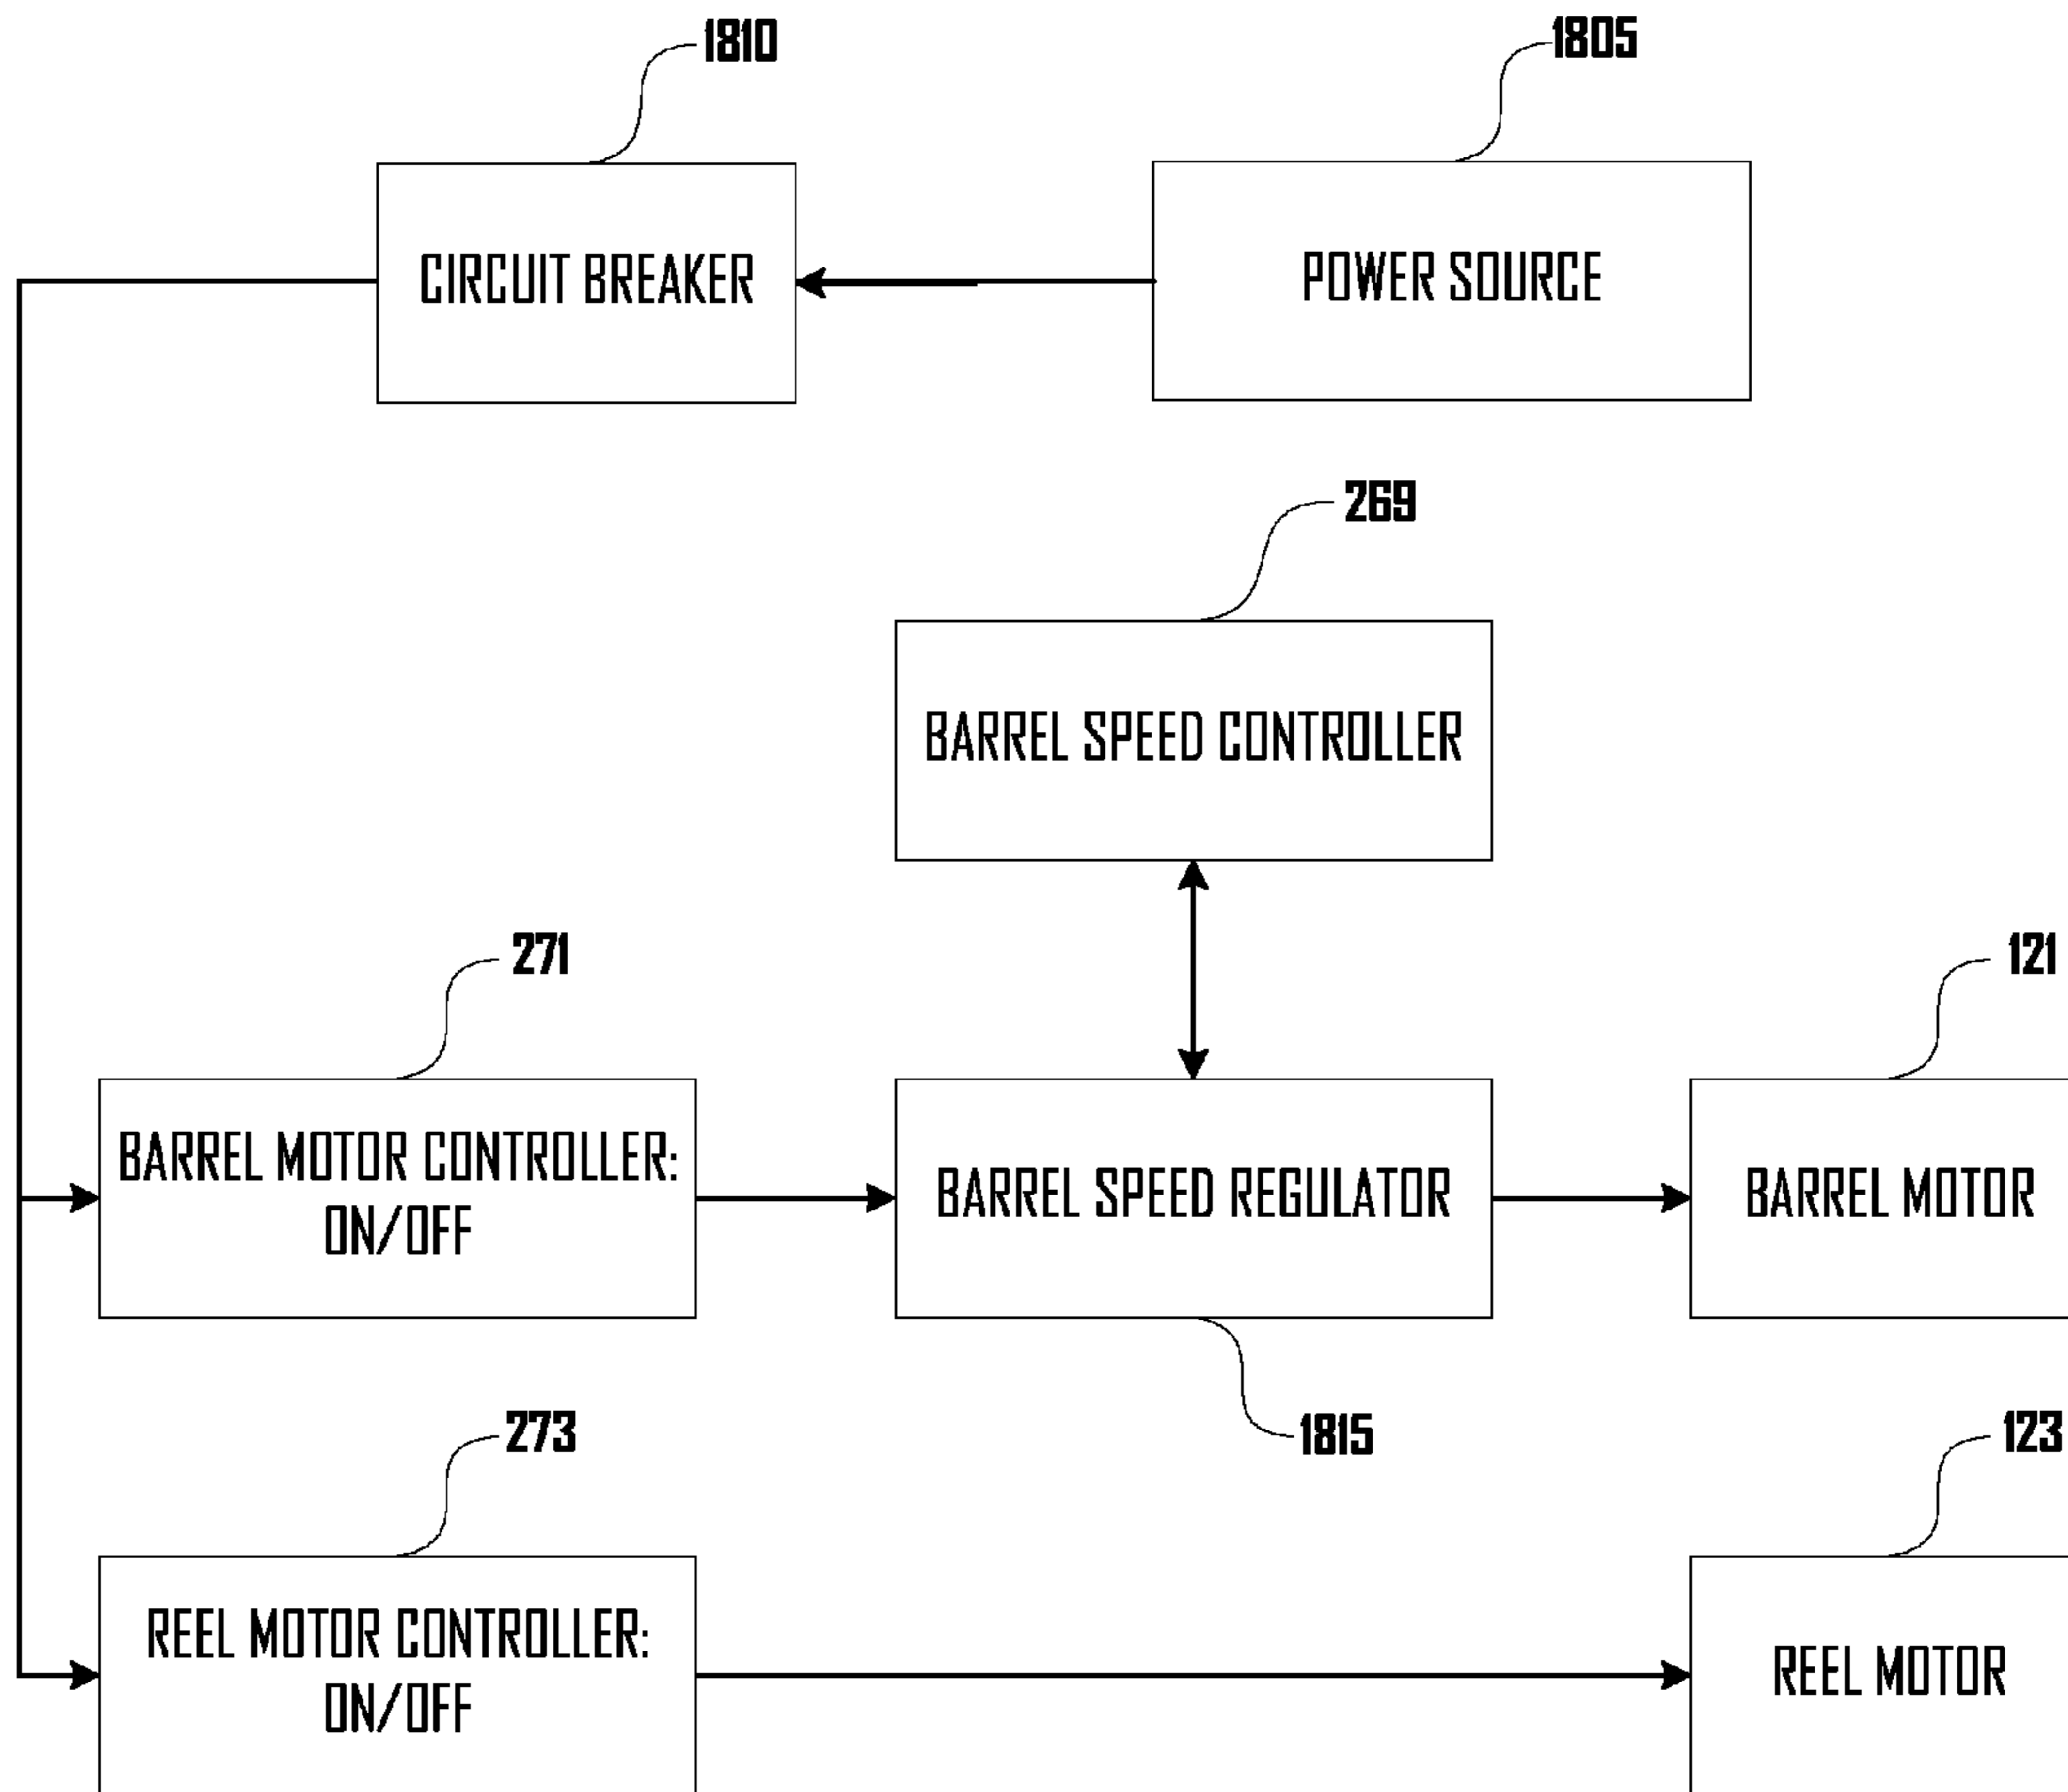 1810
1805
CIRCUIT BREAKER
POWER SOURCE
269
BARREL SPEED CONTROLLER
271
121
BARREL MOTOR CONTROLLER:
ON/OFF
BARREL SPEED REGULATOR
BARREL MOTOR
273
1815
123
REEL MOTOR CONTROLLER:
ON/OFF
REEL MOTOR